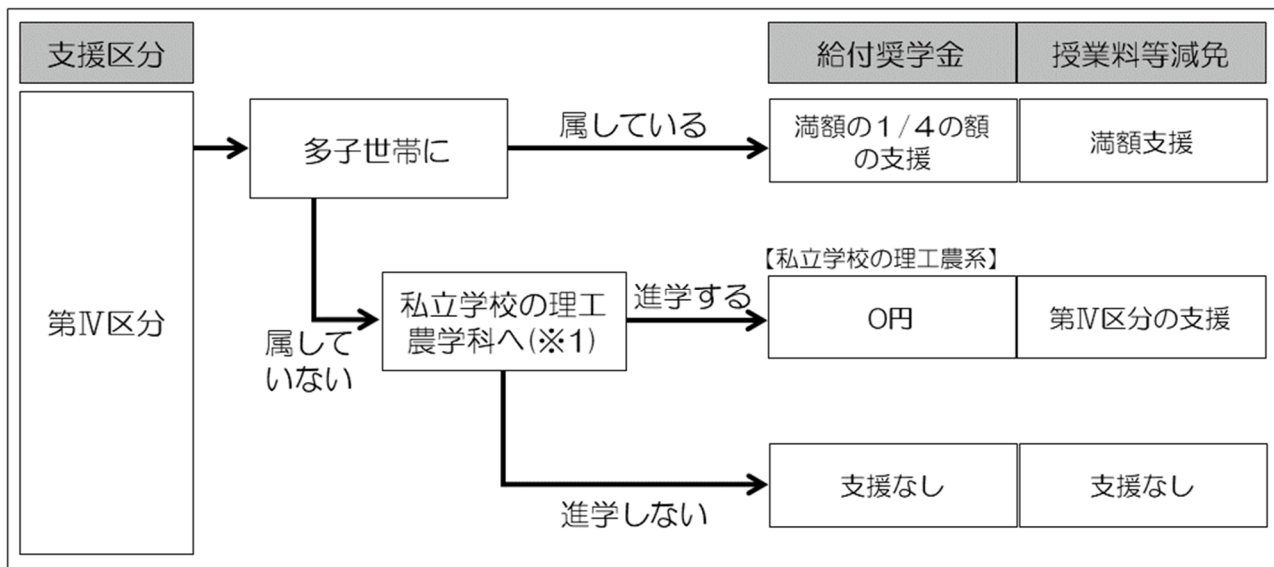 支援区分
給付奨学金
授業料等減免
第Ⅳ区分
多子世帯に
属している
満額の1/4の額
の支援
満額支援
属して
いない
私立学校の理工
農学科へ(※1)
進学する
【私立学校の理工農系】
0円
第Ⅳ区分の支援
進学しない
支援なし
支援なし